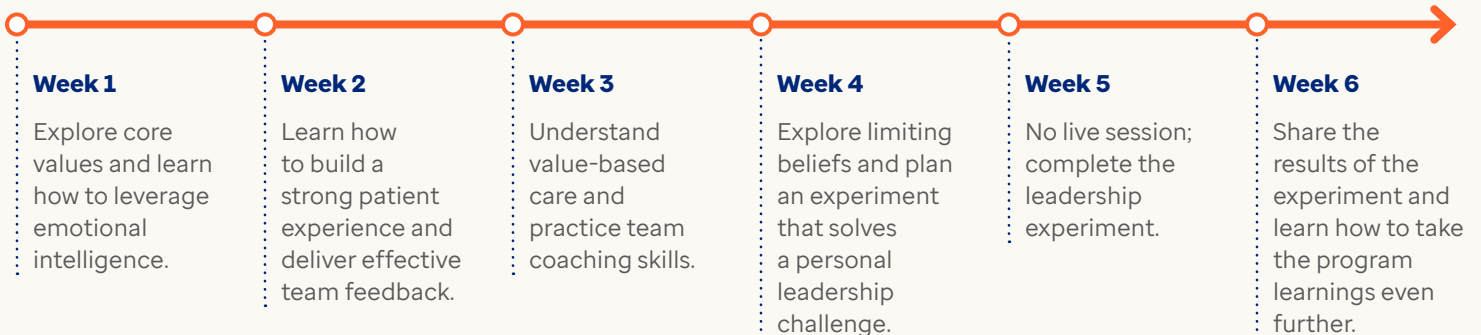 Week 1
Explore core
values and learn
how to leverage
emotional
intelligence.
Week 2
Learn how
to build a
strong patient
experience and
deliver effective
team feedback.
Week 3
Understand
value-based
care and
practice team
coaching skills.
Week 4
Explore limiting
beliefs and plan
an experiment
that solves
a personal
leadership
challenge.
Week 5
No live session;
complete the
leadership
experiment.
Week 6
Share the
results of the
experiment and
learn how to take
the program
learnings even
further.